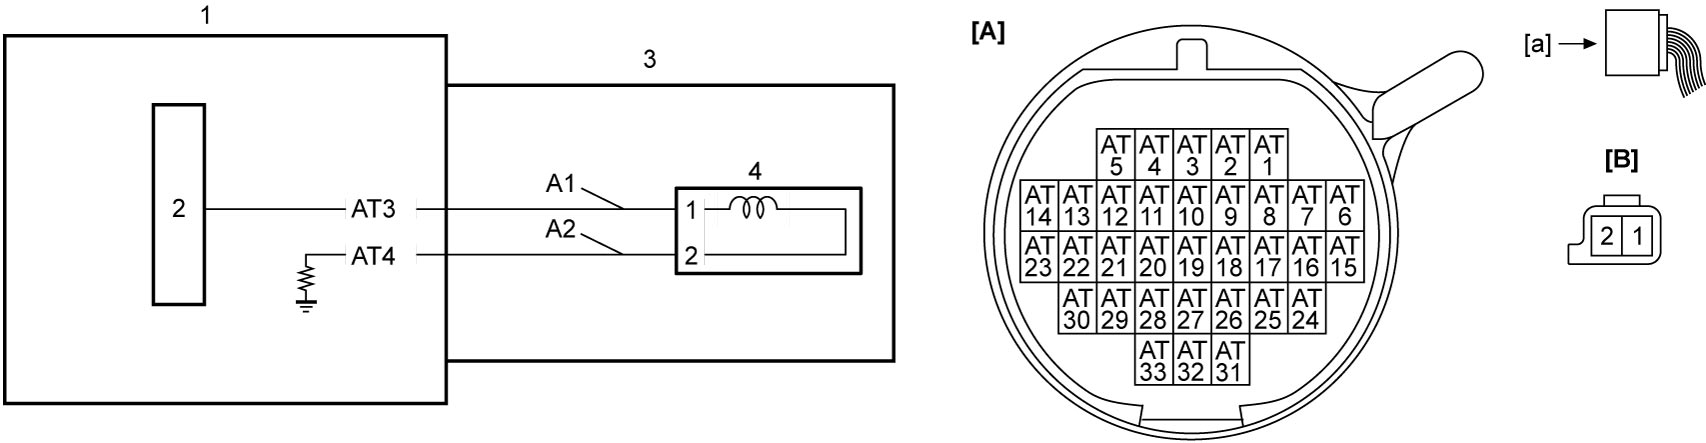 1
3
2
AT3
AT4
A1
A2
4
1
2
[A]
AT AT AT AT AT
5 4 3 2 1
AT AT AT AT AT AT AT AT AT
14 13 12 11 10 9 8 7 6
AT AT AT AT AT AT AT AT AT
23 22 21 20 19 18 17 16 15
AT AT AT AT AT AT AT
30 29 28 27 26 25 24
AT AT AT
33 32 31
[a]
[B]
2 1